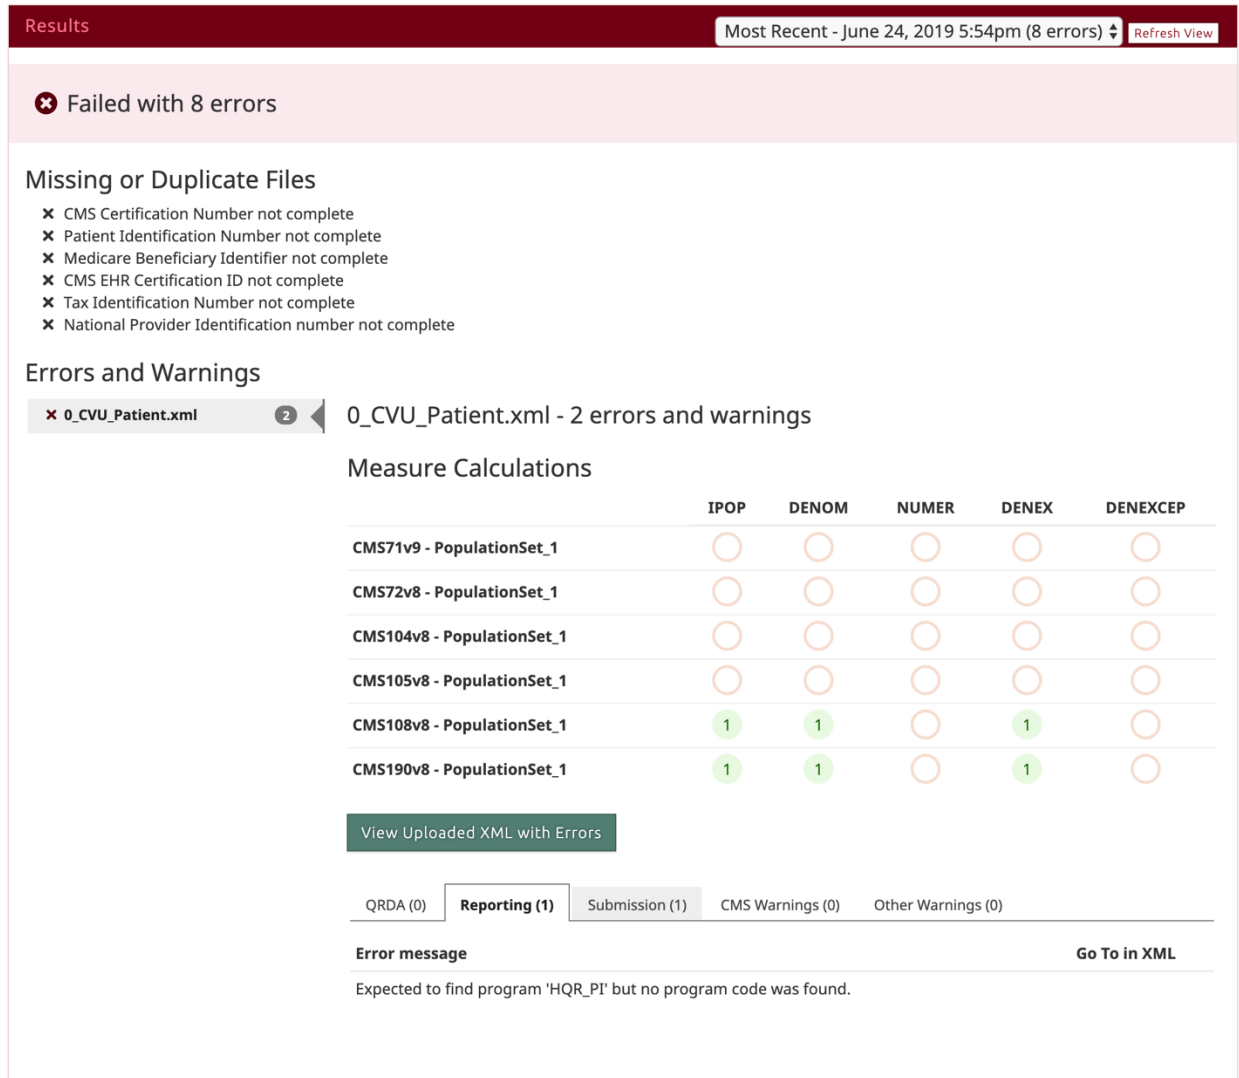 Results
Most Recent - June 24, 2019 5:54pm (8 errors)
Refresh View
Failed with 8 errors
Missing or Duplicate Files
CMS Certification Number not complete
Patient Identification Number not complete
Medicare Beneficiary Identifier not complete
CMS EHR Certification ID not complete
Tax Identification Number not complete
National Provider Identification number not complete
Errors and Warnings
0_CVU_Patient.xml 2
0_CVU_Patient.xml - 2 errors and warnings
Measure Calculations
IPOP DENOM NUMER DENEX DENEXCEP
CMS71v9 - PopulationSet_1
CMS72v8 - PopulationSet_1
CMS104v8 - PopulationSet_1
CMS105v8 - PopulationSet_1
CMS108v8 - PopulationSet_1 1 1 1
CMS190v8 - PopulationSet_1 1 1 1
View Uploaded XML with Errors
QRDA (0) Reporting (1) Submission (1) CMS Warnings (0) Other Warnings (0)
Error message Go To in XML
Expected to find program 'HQR_PI' but no program code was found.